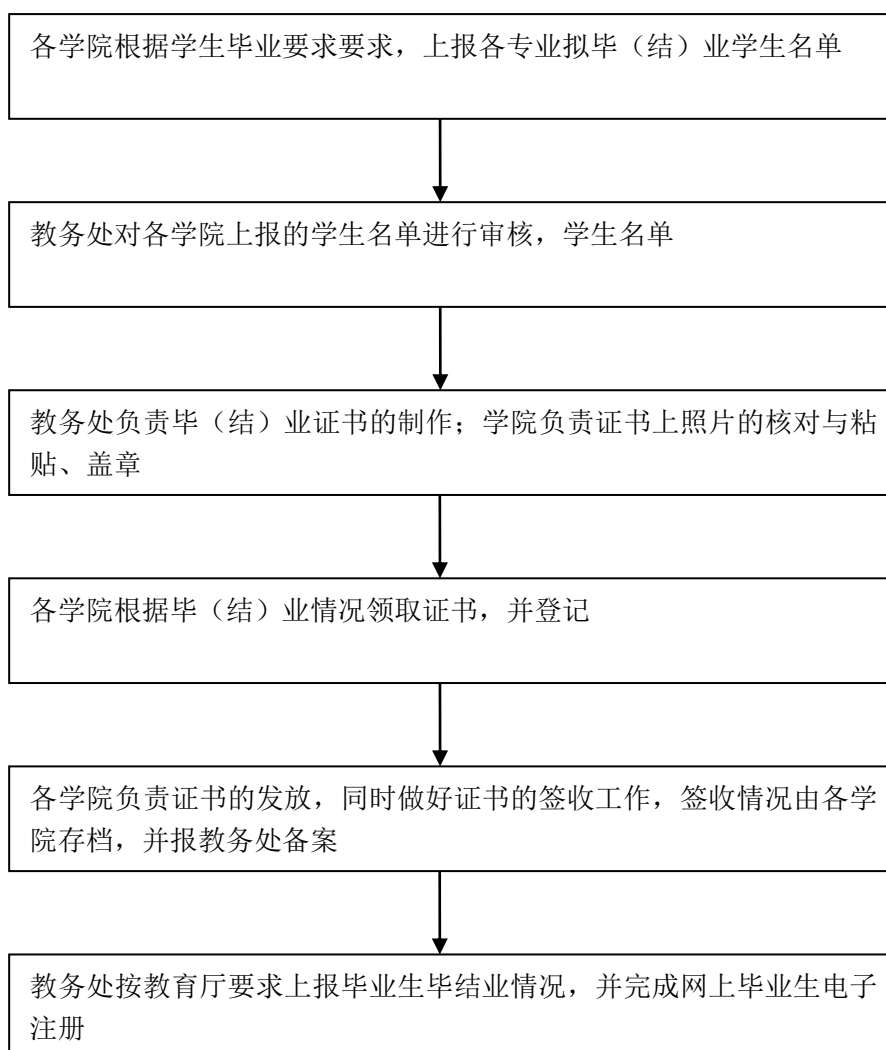 各学院根据学生毕业要求要求，上报各专业拟毕（结）业学生名单
教务处对各学院上报的学生名单进行审核，学生名单
教务处负责毕（结）业证书的制作；学院负责证书上照片的核对与粘
贴、盖章
各学院根据毕（结）业情况领取证书，并登记
各学院负责证书的发放，同时做好证书的签收工作，签收情况由各学
院存档，并报教务处备案
教务处按教育厅要求上报毕业生毕结业情况，并完成网上毕业生电子
注册